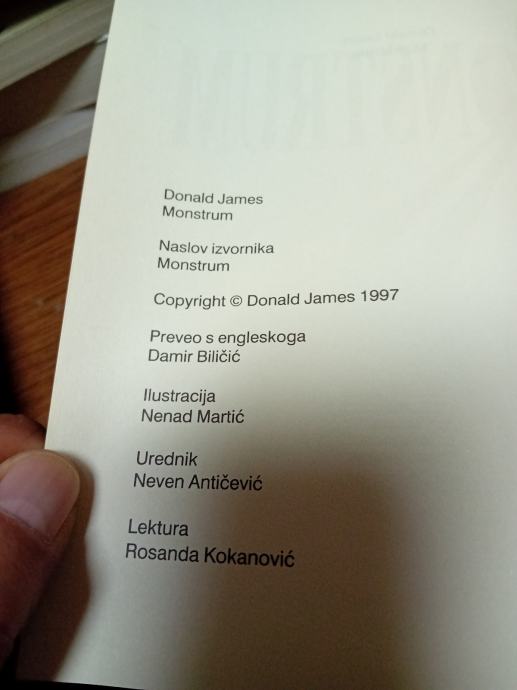 Donald James
Monstrum
Naslov izvornika
Monstrum
Copyright © Donald James 1997
Preveo s engleskoga
Damir Biličić
Ilustracija
Nenad Martić
Urednik
Neven Antičević
Lektura
Rosanda Kokanović